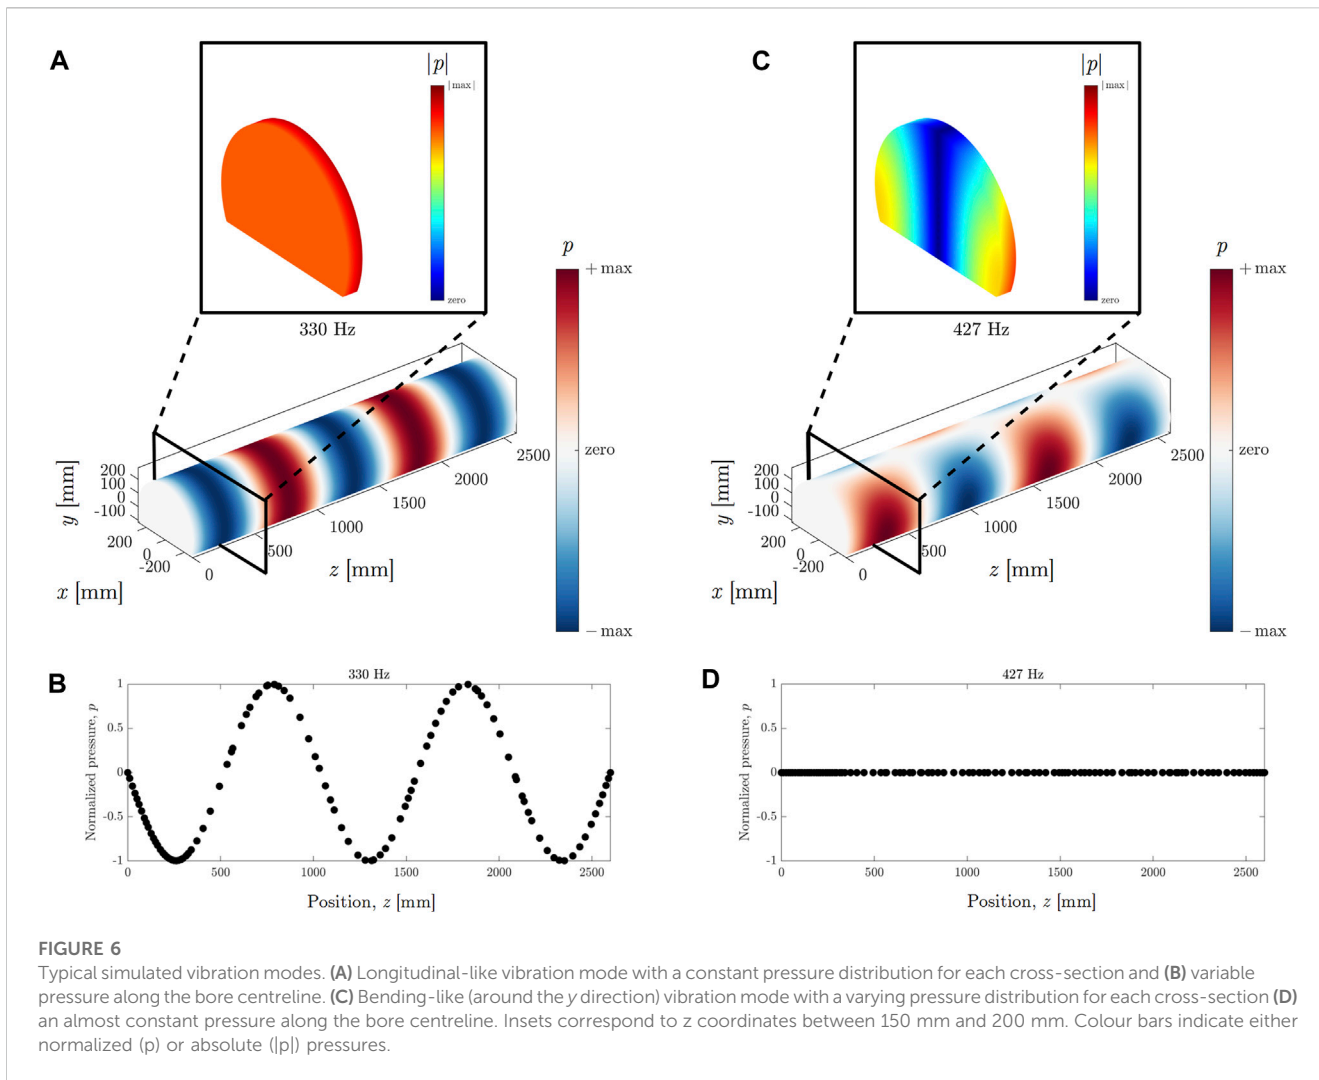 A
|p|
|max|
zero
330 Hz
p
+ max
zero
− max
200
100
0
-100
y [mm]
200
0
-200
x [mm]
0
500
1000
1500
2000
2500
z [mm]
C
|p|
|max|
zero
427 Hz
p
+ max
zero
− max
200
100
0
-100
y [mm]
200
0
-200
x [mm]
0
500
1000
1500
2000
2500
z [mm]
B
330 Hz
1
0.5
0
-0.5
-1
Normalized pressure, p
0
500
1000
1500
2000
2500
Position, z [mm]
D
427 Hz
1
0.5
0
-0.5
-1
Normalized pressure, p
0
500
1000
1500
2000
2500
Position, z [mm]
FIGURE 6
Typical simulated vibration modes. (A) Longitudinal-like vibration mode with a constant pressure distribution for each cross-section and (B) variable
pressure along the bore centreline. (C) Bending-like (around the y direction) vibration mode with a varying pressure distribution for each cross-section (D)
an almost constant pressure along the bore centreline. Insets correspond to z coordinates between 150 mm and 200 mm. Colour bars indicate either
normalized (p) or absolute (|p|) pressures.